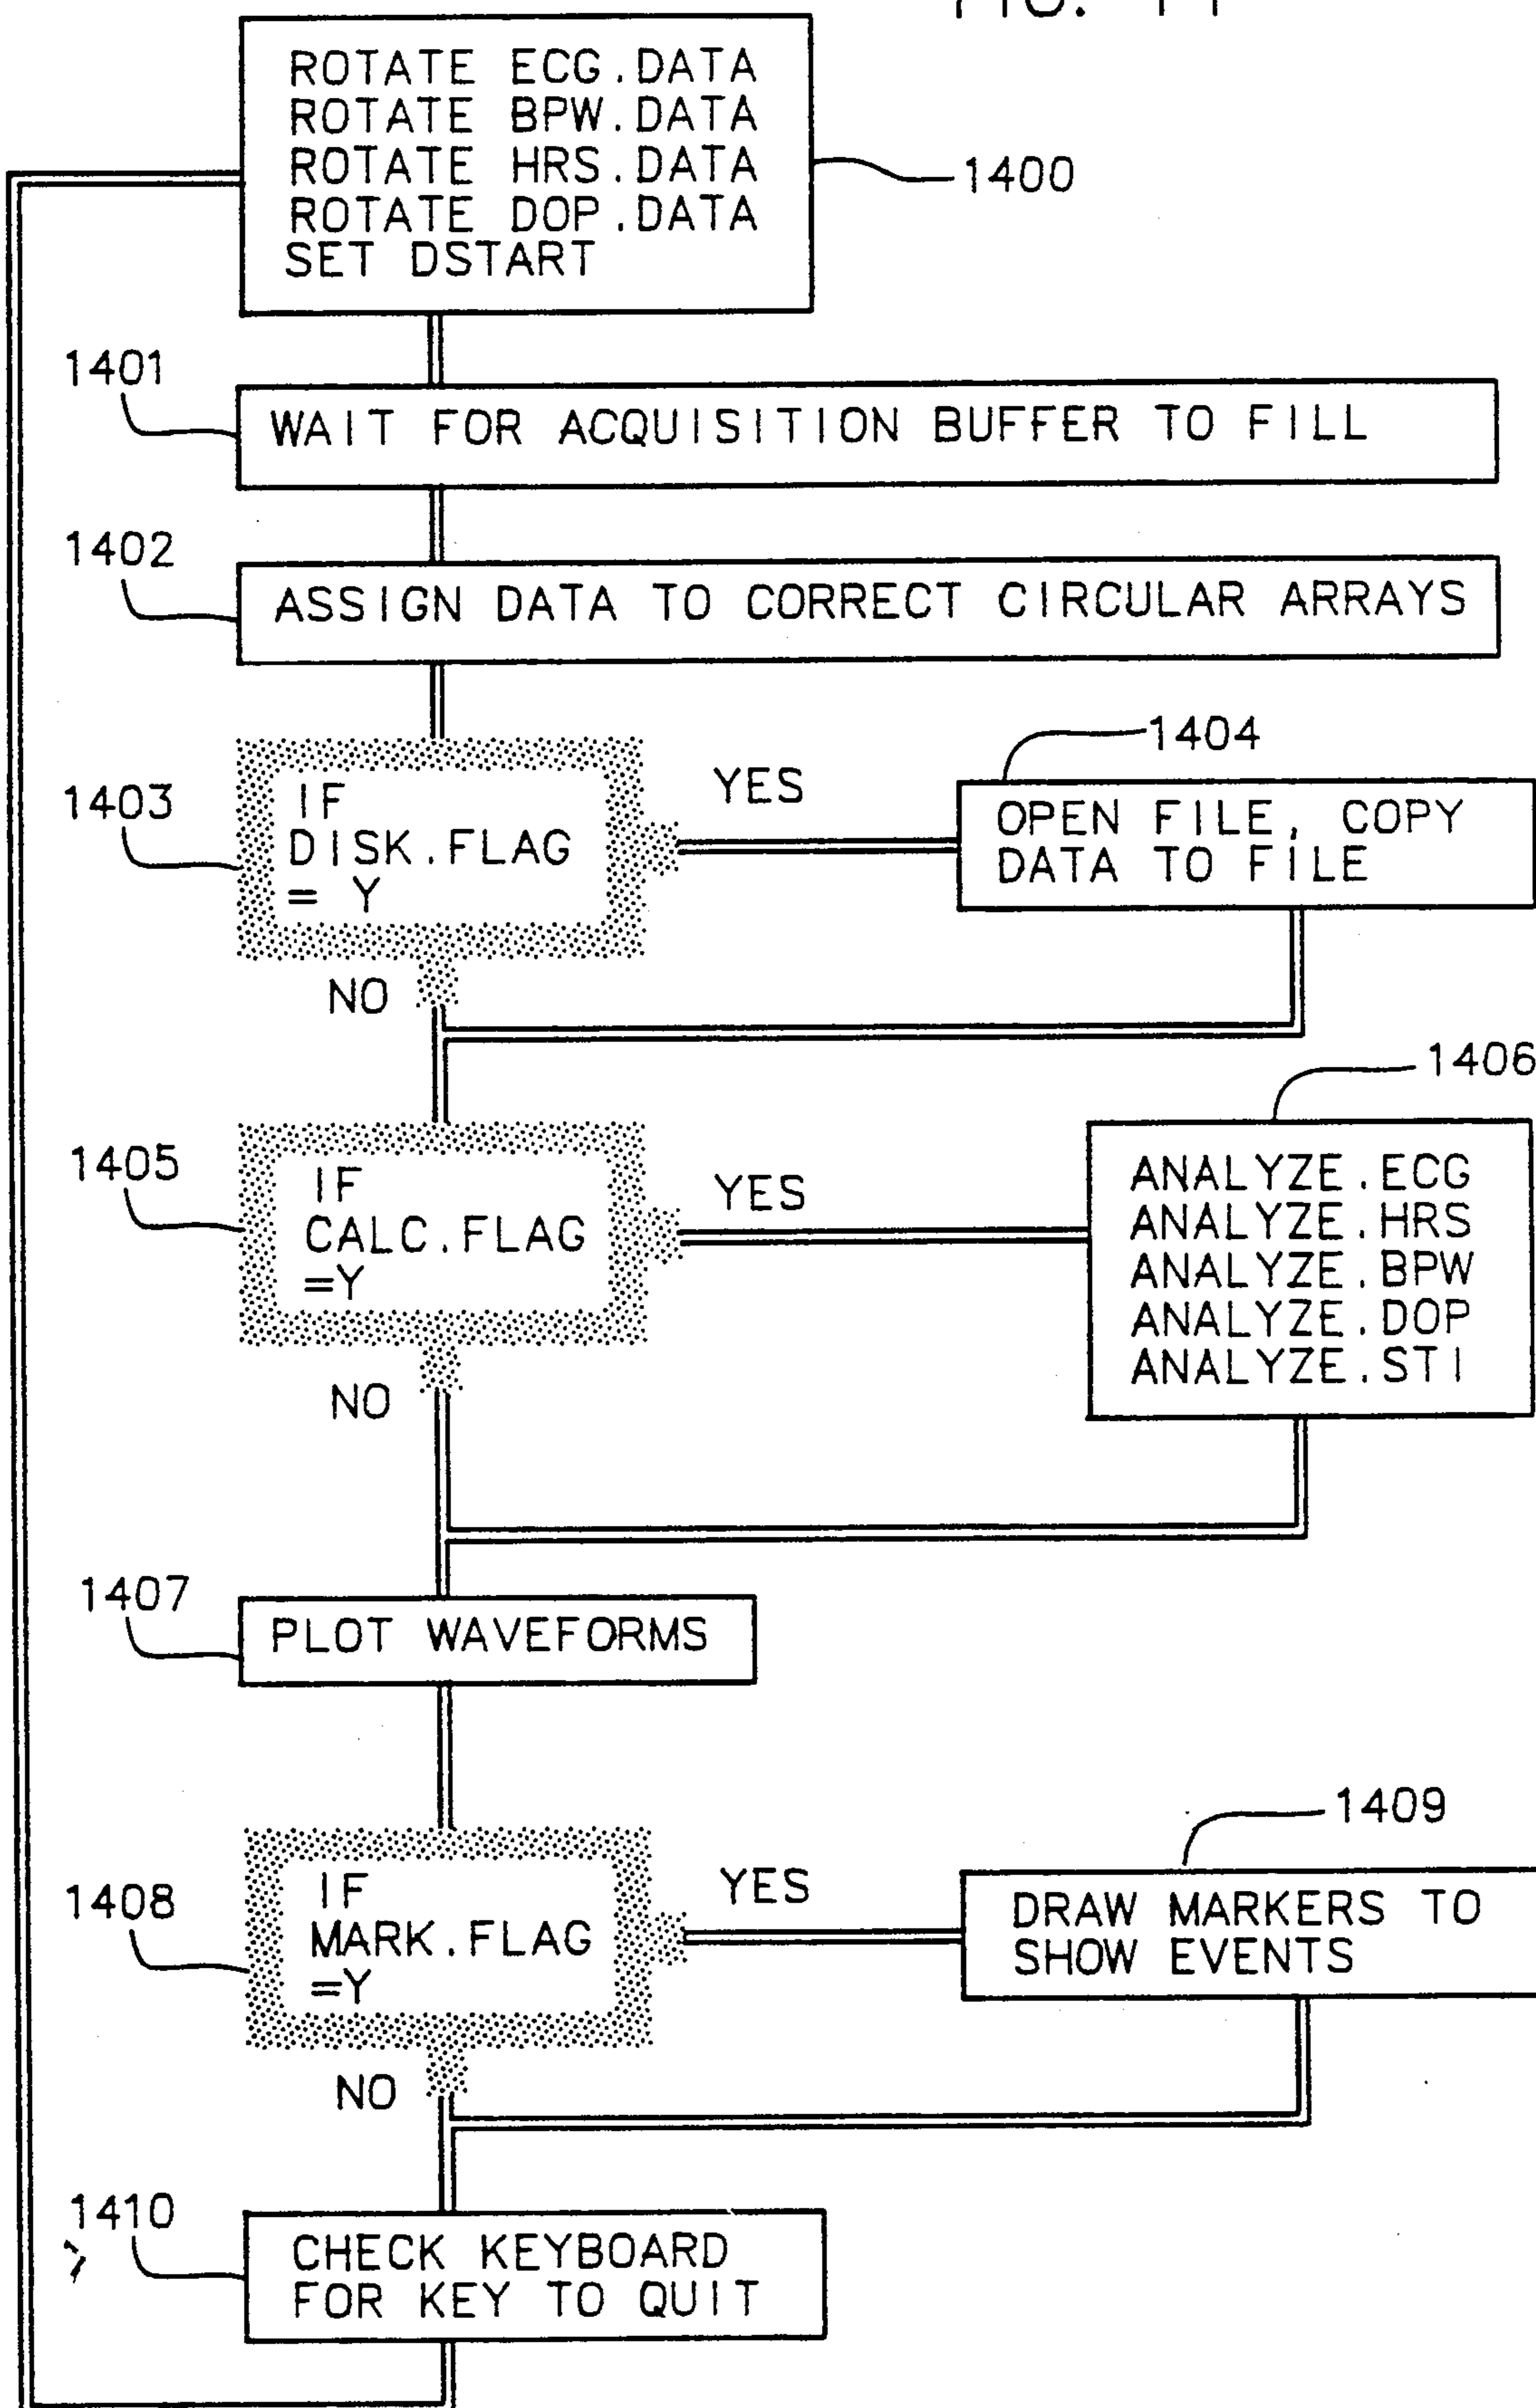 FIG. 14
ROTATE ECG.DATA
ROTATE BPW.DATA
ROTATE HRS.DATA
ROTATE DOP.DATA
SET DSTART
1400
1401
WAIT FOR ACQUISITION BUFFER TO FILL
1402
ASSIGN DATA TO CORRECT CIRCULAR ARRAYS
1403
IF
DISK.FLAG
= Y
YES
NO
1404
OPEN FILE, COPY
DATA TO FILE
1405
IF
CALC.FLAG
=Y
YES
NO
1406
ANALYZE.ECG
ANALYZE.HRS
ANALYZE.BPW
ANALYZE.DOP
ANALYZE.STI
1407
PLOT WAVEFORMS
1408
IF
MARK.FLAG
=Y
YES
NO
1409
DRAW MARKERS TO
SHOW EVENTS
1410
CHECK KEYBOARD
FOR KEY TO QUIT